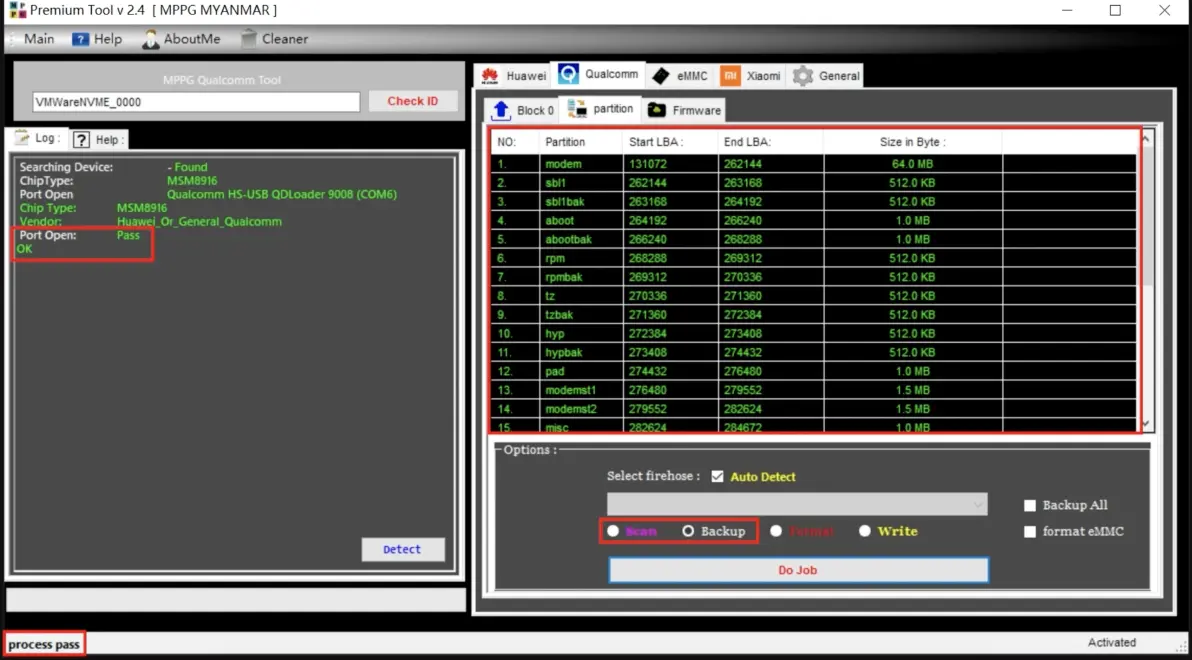 Premium Tool v 2.4 [ MPPG MYANMAR ]
Main Help AboutMe Cleaner
MPPG Qualcomm Tool
VMWareNVME_0000 Check ID
Log : Help :
Searching Device: - Found
ChipType: MSM8916
Port Open Qualcomm HS-USB QDLoader 9008 (COM6)
Chip Type: MSM8916
Vendor: Huawei_Or_General_Qualcomm
Port Open: Pass
OK
Detect
process pass
Huawei Qualcomm eMMC Xiaomi General
Block 0 partition Firmware
NO: Partition Start LBA : End LBA: Size in Byte :
1. modem 131072 262144 64.0 MB
2. sbl1 262144 263168 512.0 KB
3. sbl1bak 263168 264192 512.0 KB
4. aboot 264192 266240 1.0 MB
5. abootbak 266240 268288 1.0 MB
6. rpm 268288 269312 512.0 KB
7. rpmbak 269312 270336 512.0 KB
8. tz 270336 271360 512.0 KB
9. tzbak 271360 272384 512.0 KB
10. hyp 272384 273408 512.0 KB
11. hypbak 273408 274432 512.0 KB
12. pad 274432 276480 1.0 MB
13. modemst1 276480 279552 1.5 MB
14. modemst2 279552 282624 1.5 MB
15. misc 282624 284672 1.0 MB
Options :
Select firehose : Auto Detect
Backup All
Scan Backup Format Write format eMMC
Do Job
Activated